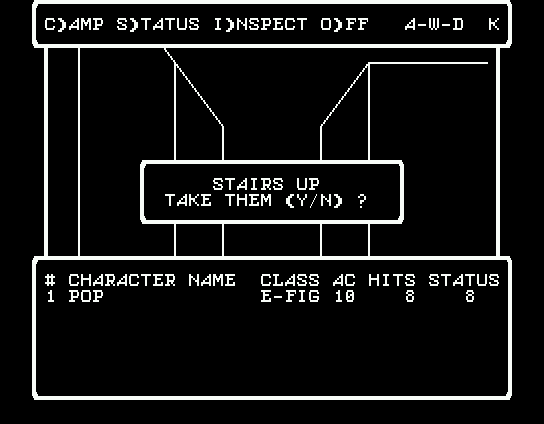 C)AMP S)TATUS I)NSPECT O)FF A-W-D K
STAIRS UP
TAKE THEM (Y/N) ?
# CHARACTER NAME CLASS AC HITS STATUS
1 POP E-FIG 10 8 8